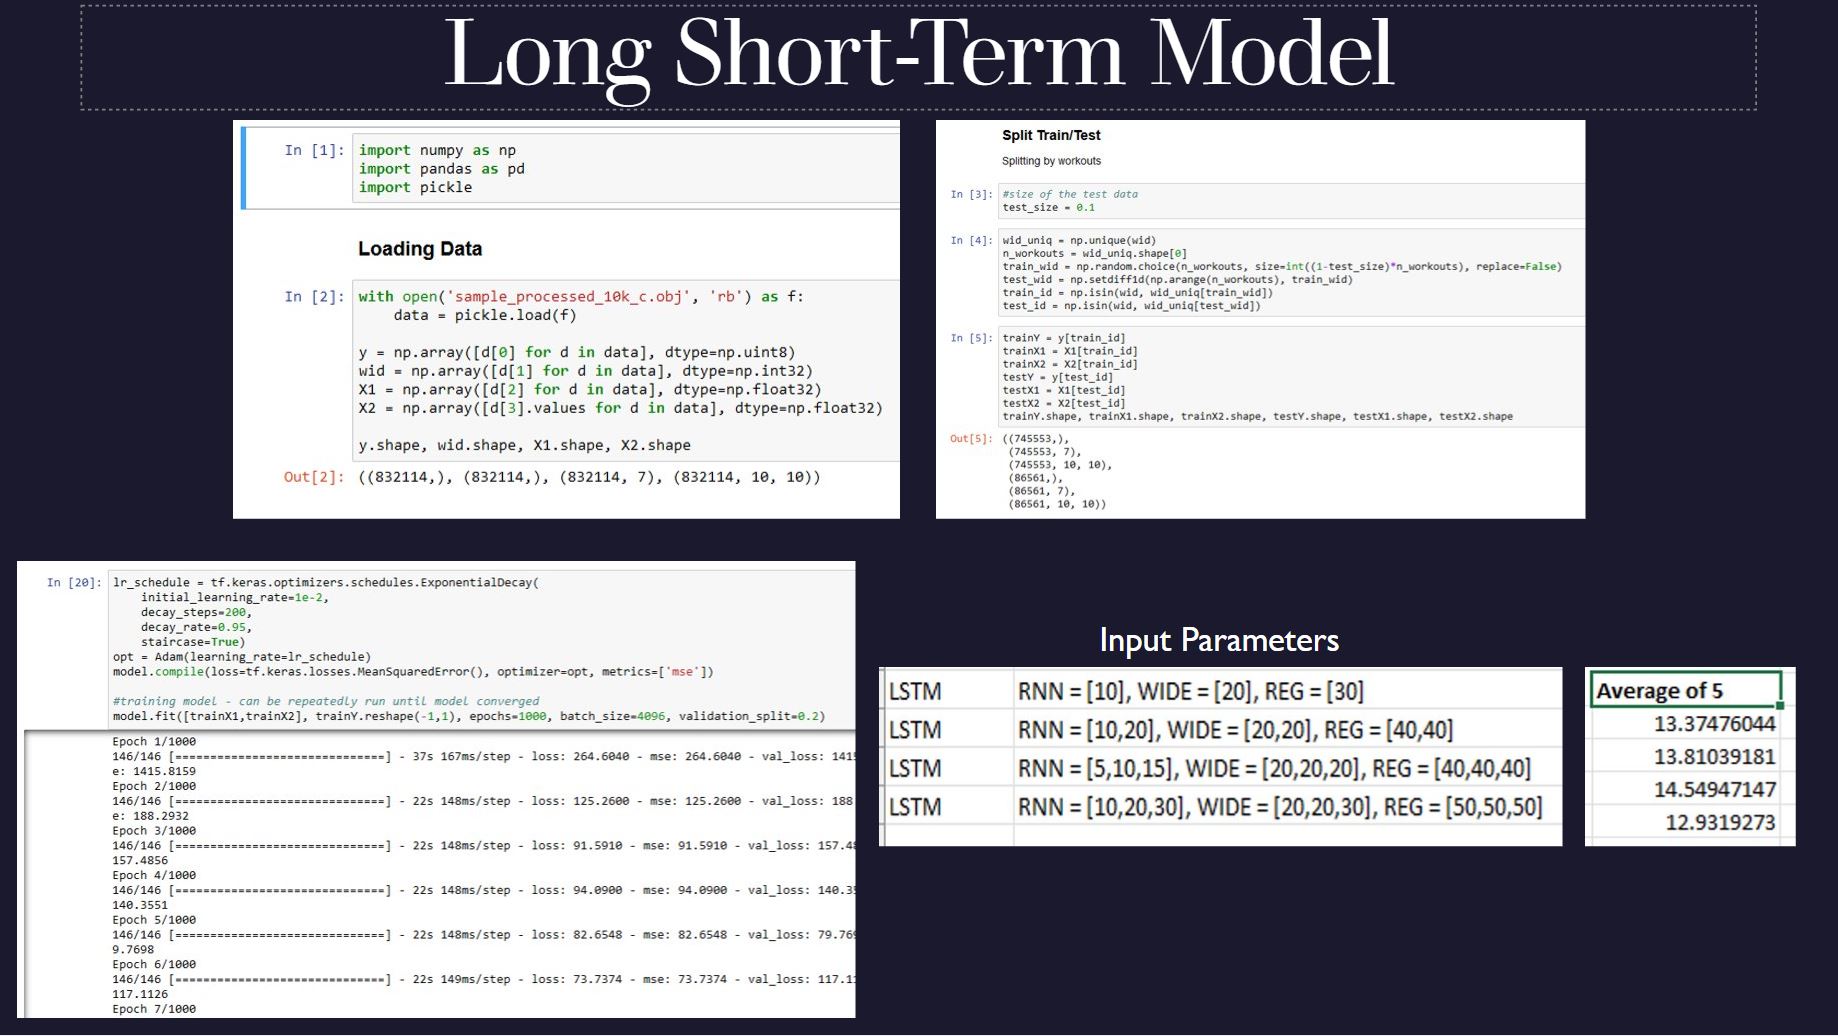 Long Short-Term Model
In [1]: import numpy as np
import pandas as pd
import pickle
Loading Data
In [2]: with open('sample_processed_10k_c.obj', 'rb') as f:
data = pickle.load(f)
y = np.array([d[0] for d in data], dtype=np.uint8)
wid = np.array([d[1] for d in data], dtype=np.int32)
X1 = np.array([d[2] for d in data], dtype=np.float32)
X2 = np.array([d[3].values for d in data], dtype=np.float32)
y.shape, wid.shape, X1.shape, X2.shape
Out[2]: ((832114,), (832114,), (832114, 7), (832114, 10, 10))
Split Train/Test
Splitting by workouts
In [3]: #size of the test data
test_size = 0.1
In [4]: wid_uniq = np.unique(wid)
n_workouts = wid_uniq.shape[0]
train_wid = np.random.choice(n_workouts, size=int((1-test_size)*n_workouts), replace=False)
test_wid = np.setdiff1d(np.arange(n_workouts), train_wid)
train_id = np.isin(wid, wid_uniq[train_wid])
test_id = np.isin(wid, wid_uniq[test_wid])
In [5]: trainY = y[train_id]
trainX1 = X1[train_id]
trainX2 = X2[train_id]
testY = y[test_id]
testX1 = X1[test_id]
testX2 = X2[test_id]
trainY.shape, trainX1.shape, trainX2.shape, testY.shape, testX1.shape, testX2.shape
Out[5]: ((745553,),
(745553, 7),
(745553, 10, 10),
(86561,),
(86561, 7),
(86561, 10, 10))
In [20]: lr_schedule = tf.keras.optimizers.schedules.ExponentialDecay(
initial_learning_rate=1e-2,
decay_steps=200,
decay_rate=0.95,
staircase=True)
opt = Adam(learning_rate=lr_schedule)
model.compile(loss=tf.keras.losses.MeanSquaredError(), optimizer=opt, metrics=['mse'])
#training model - can be repeatedly run until model converged
model.fit([trainX1,trainX2], trainY.reshape(-1,1), epochs=1000, batch_size=4096, validation_split=0.2)
Epoch 1/1000
146/146 [==============================] - 37s 167ms/step - loss: 264.6040 - mse: 264.6040 - val_loss: 141
e: 1415.8159
Epoch 2/1000
146/146 [==============================] - 22s 148ms/step - loss: 125.2600 - mse: 125.2600 - val_loss: 188
e: 188.2932
Epoch 3/1000
146/146 [==============================] - 22s 148ms/step - loss: 91.5910 - mse: 91.5910 - val_loss: 157.4
157.4856
Epoch 4/1000
146/146 [==============================] - 22s 148ms/step - loss: 94.0900 - mse: 94.0900 - val_loss: 140.3
140.3551
Epoch 5/1000
146/146 [==============================] - 22s 148ms/step - loss: 82.6548 - mse: 82.6548 - val_loss: 79.76
9.7698
Epoch 6/1000
146/146 [==============================] - 22s 149ms/step - loss: 73.7374 - mse: 73.7374 - val_loss: 117.1
117.1126
Epoch 7/1000
Input Parameters
LSTM RNN = [10], WIDE = [20], REG = [30]
LSTM RNN = [10,20], WIDE = [20,20], REG = [40,40]
LSTM RNN = [5,10,15], WIDE = [20,20,20], REG = [40,40,40]
LSTM RNN = [10,20,30], WIDE = [20,20,30], REG = [50,50,50]
Average of 5
13.37476044
13.81039181
14.54947147
12.9319273